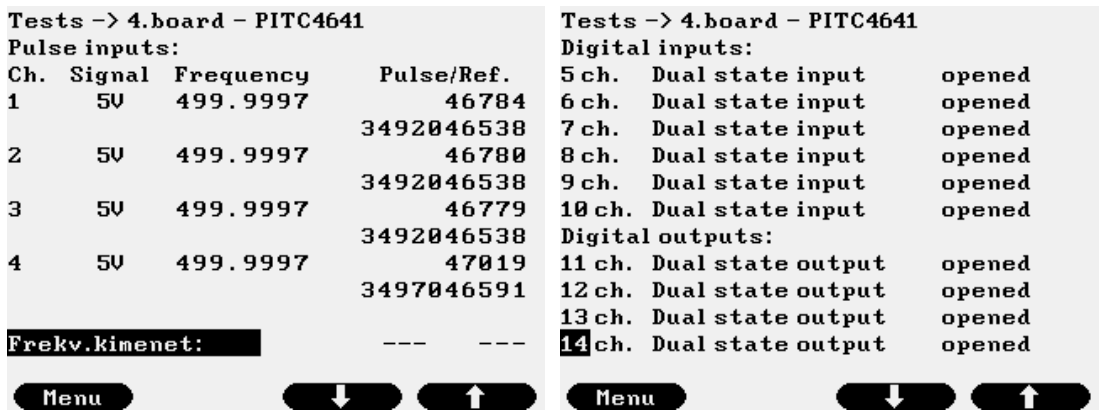 Tests -> 4.board - PITC4641
Pulse inputs:
Ch. Signal Frequency Pulse/Ref.
1 5V 499.9997 46784
3492046538
2 5V 499.9997 46780
3492046538
3 5V 499.9997 46779
3492046538
4 5V 499.9997 47019
3497046591
Frekv.kimenet: --- ---
Menu
Tests -> 4.board - PITC4641
Digital inputs:
5 ch. Dual state input opened
6 ch. Dual state input opened
7 ch. Dual state input opened
8 ch. Dual state input opened
9 ch. Dual state input opened
10 ch. Dual state input opened
Digital outputs:
11 ch. Dual state output opened
12 ch. Dual state output opened
13 ch. Dual state output opened
14 ch. Dual state output opened
Menu